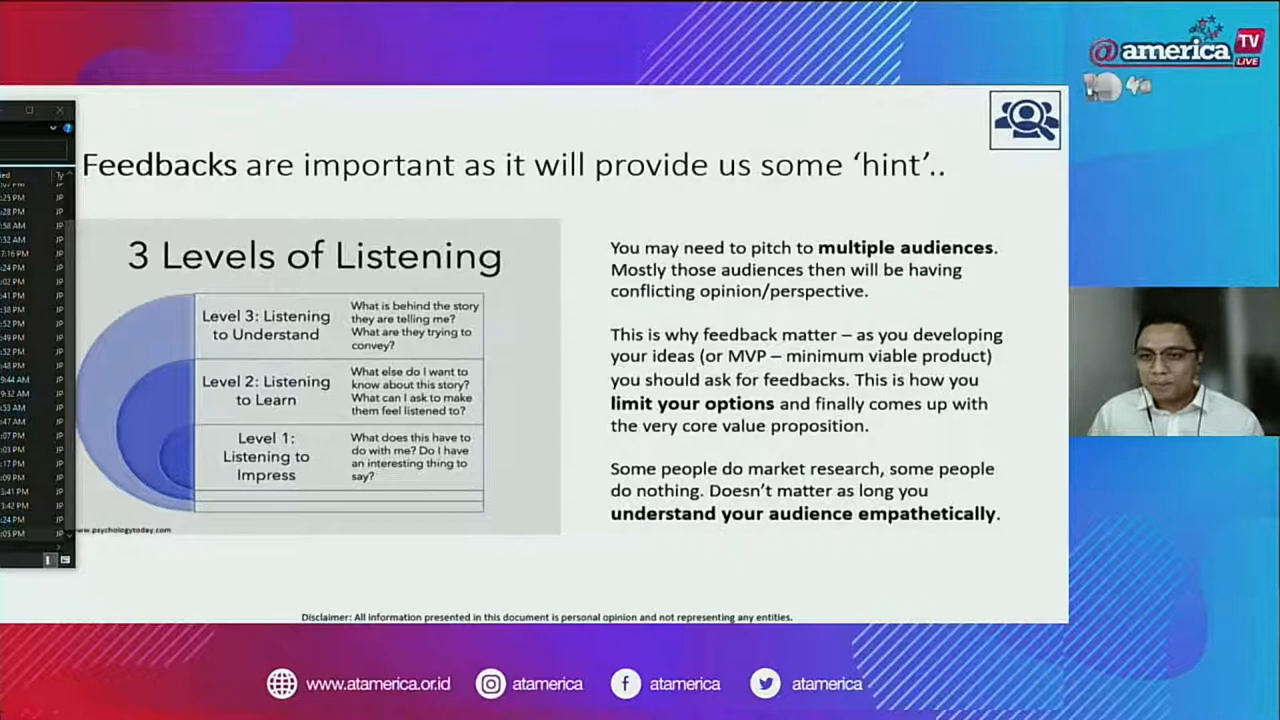 @america TV
LIVE
Feedbacks are important as it will provide us some ‘hint’..
3 Levels of Listening
Level 3: Listening
to Understand
What is behind the story
they are telling me?
What are they trying to
convey?
Level 2: Listening
to Learn
What else do I want to
know about this story?
What can I ask to make
them feel listened to?
Level 1:
Listening to
Impress
What does this have to
do with me? Do I have
an interesting thing to
say?
www.psychologytoday.com
You may need to pitch to multiple audiences.
Mostly those audiences then will be having
conflicting opinion/perspective.
This is why feedback matter – as you developing
your ideas (or MVP – minimum viable product)
you should ask for feedbacks. This is how you
limit your options and finally comes up with
the very core value proposition.
Some people do market research, some people
do nothing. Doesn’t matter as long you
understand your audience empathetically.
Disclaimer: All information presented in this document is personal opinion and not representing any entities.
www.atamerica.or.id
atamerica
atamerica
atamerica